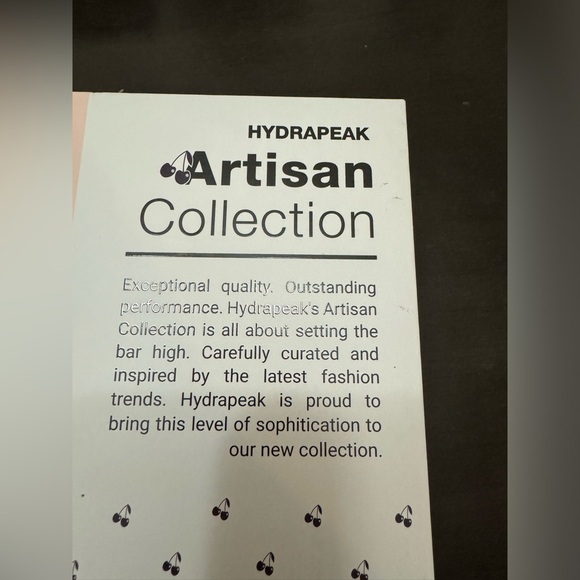 HYDRAPEAK
Artisan
Collection
Exceptional quality. Outstanding
performance. Hydrapeak's Artisan
Collection is all about setting the
bar high. Carefully curated and
inspired by the latest fashion
trends. Hydrapeak is proud to
bring this level of sophitication to
our new collection.